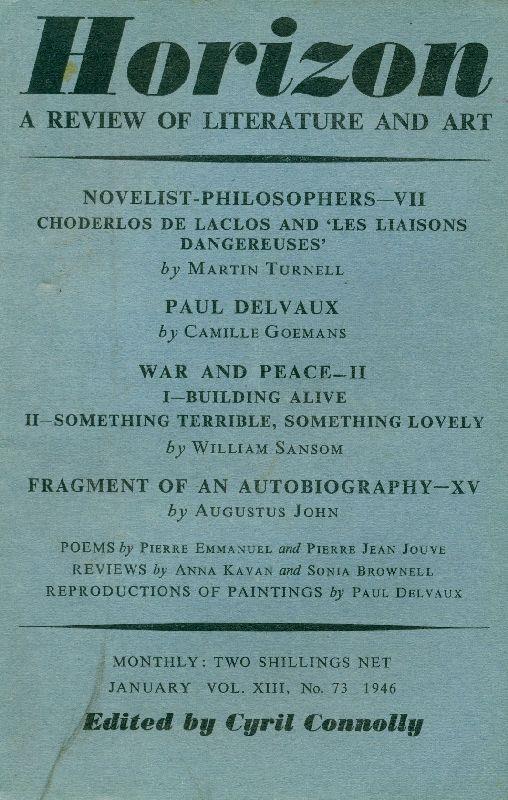 Horizon
A REVIEW OF LITERATURE AND ART
NOVELIST-PHILOSOPHERS—VII
CHODERLOS DE LACLOS AND ‘LES LIAISONS
DANGEREUSES’
by MARTIN TURNELL
PAUL DELVAUX
by CAMILLE GOEMANS
WAR AND PEACE—II
I—BUILDING ALIVE
II—SOMETHING TERRIBLE, SOMETHING LOVELY
by WILLIAM SANSOM
FRAGMENT OF AN AUTOBIOGRAPHY—XV
by AUGUSTUS JOHN
POEMS by PIERRE EMMANUEL and PIERRE JEAN JOUVE
REVIEWS by ANNA KAVAN and SONIA BROWNELL
REPRODUCTIONS OF PAINTINGS by PAUL DELVAUX
MONTHLY: TWO SHILLINGS NET
JANUARY VOL. XIII, No. 73 1946
Edited by Cyril Connolly